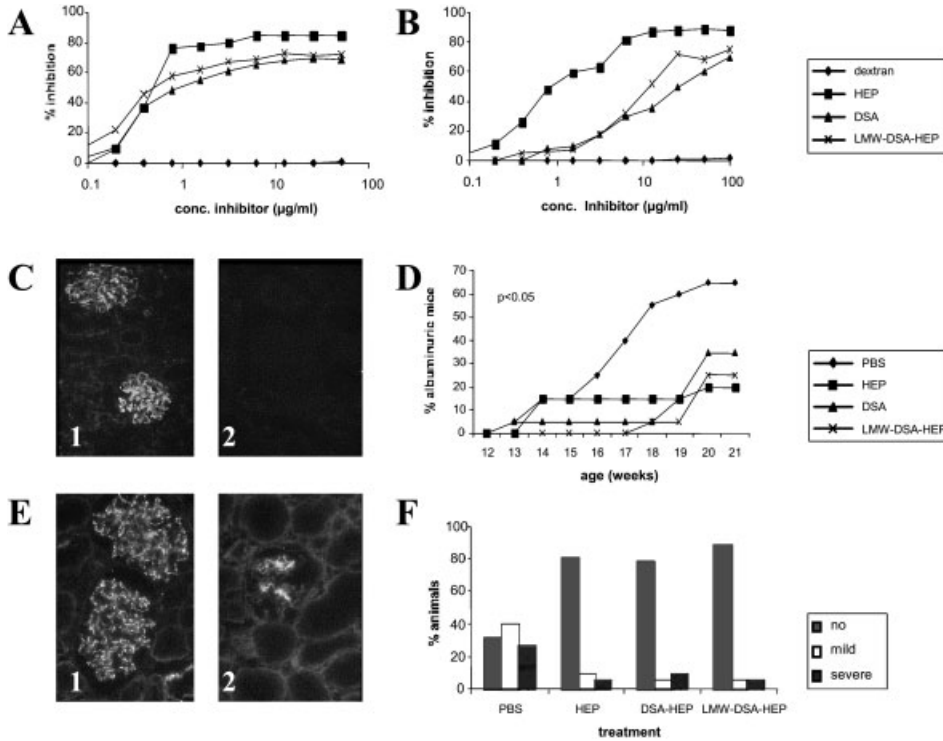 A
% inhibition
100
80
60
40
20
0
0.1 1 10 100
conc. inhibitor (µg/ml)
B
% inhibition
100
80
60
40
20
0
0.1 1 10 100
conc. Inhibitor (µg/ml)
dextran
HEP
DSA
LMW-DSA-HEP
C
1
2
D
% albuminuric mice
70
60
50
40
30
20
10
0
p<0.05
12 13 14 15 16 17 18 19 20 21
age (weeks)
PBS
HEP
DSA
LMW-DSA-HEP
E
1
2
F
% animals
100
80
60
40
20
0
PBS HEP DSA-HEP LMW-DSA-HEP
treatment
no
mild
severe